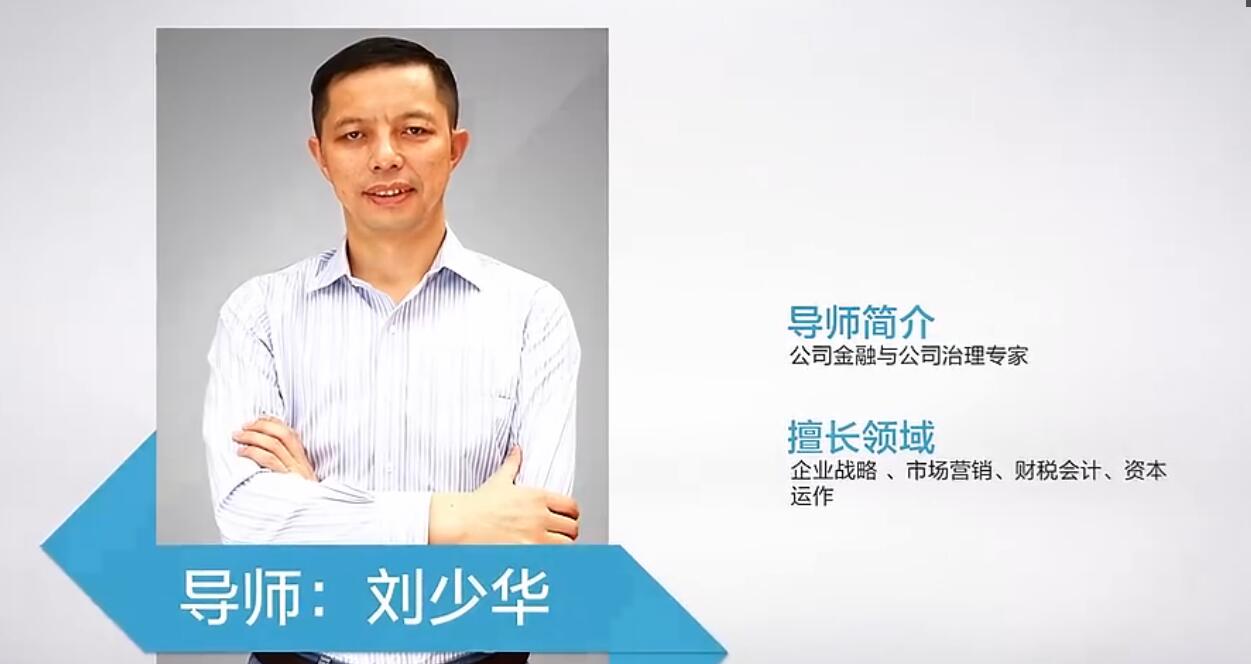 导师简介
公司金融与公司治理专家
擅长领域
企业战略 、市场营销、财税会计、资本
运作
导师：刘少华